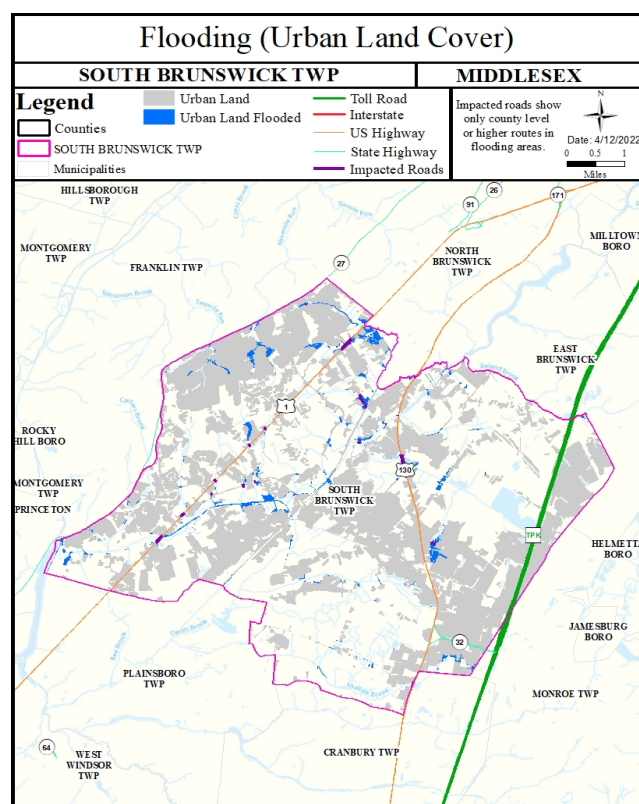 Flooding (Urban Land Cover)
SOUTH BRUNSWICK TWP
MIDDLESEX
Legend
Counties
SOUTH BRUNSWICK TWP
Municipalities
Urban Land
Urban Land Flooded
Toll Road
Interstate
US Highway
State Highway
Impacted Roads
Impacted roads show
only county level
or higher routes in
flooding areas.
N
Date: 4/12/2022
0 0.5 1
Miles
HILLSBOROUGH
TWP
26
91
171
MONTGOMERY
TWP
FRANKLIN TWP
27
NORTH
BRUNSWICK
TWP
MILLTOWN
BORO
Simonson Brook
EAST
BRUNSWICK
TWP
1
ROCKY
HILL BORO
130
MONTGOMERY
TWP
PRINCETON
SOUTH
BRUNSWICK
TWP
TPK
HELMETTA
BORO
Devils Brook
JAMESBURG
BORO
32
PLAINSBORO
TWP
MONROE TWP
64
WEST
WINDSOR
TWP
CRANBURY TWP